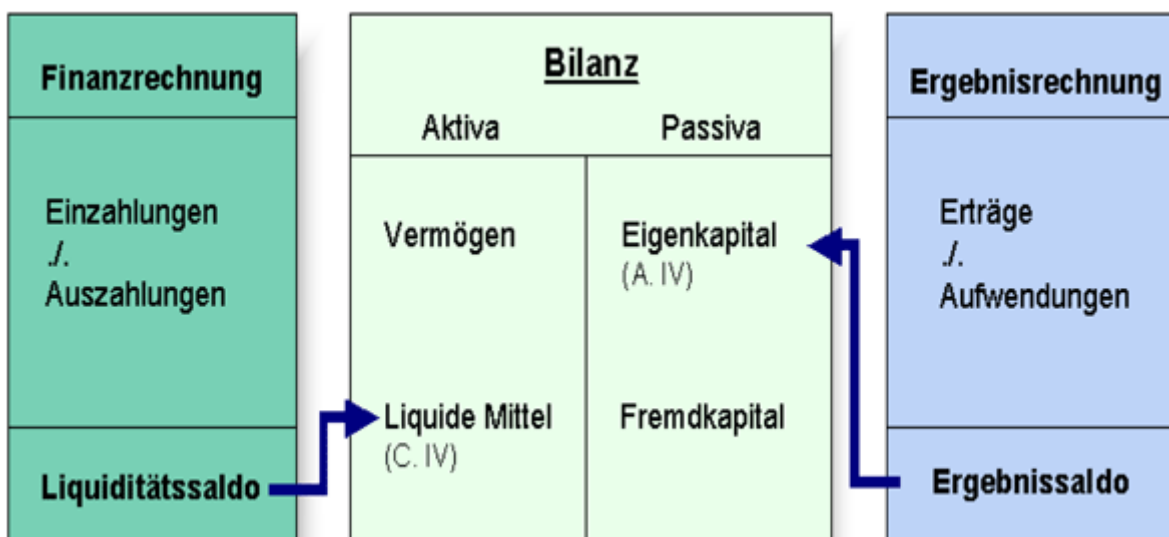 Finanzrechnung
Einzahlungen
./.
Auszahlungen
Liquiditätssaldo
Bilanz
Aktiva
Passiva
Vermögen
Eigenkapital
(A. IV)
Liquide Mittel
(C. IV)
Fremdkapital
Ergebnisrechnung
Erträge
./.
Aufwendungen
Ergebnissaldo